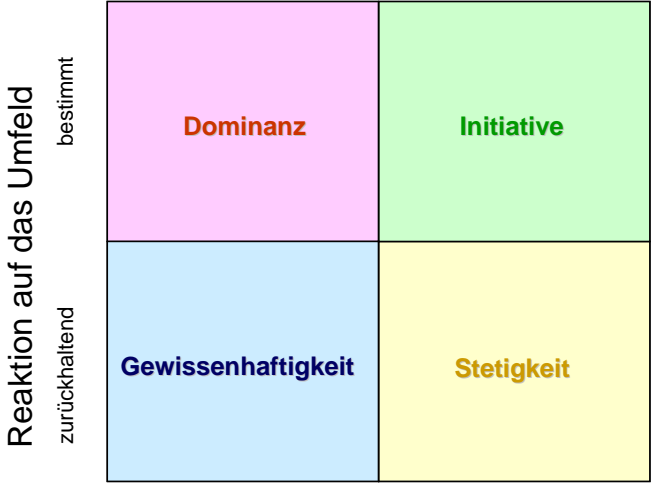 Reaktion auf das Umfeld
bestimmt
zurückhaltend
Dominanz
Initiative
Gewissenhaftigkeit
Stetigkeit